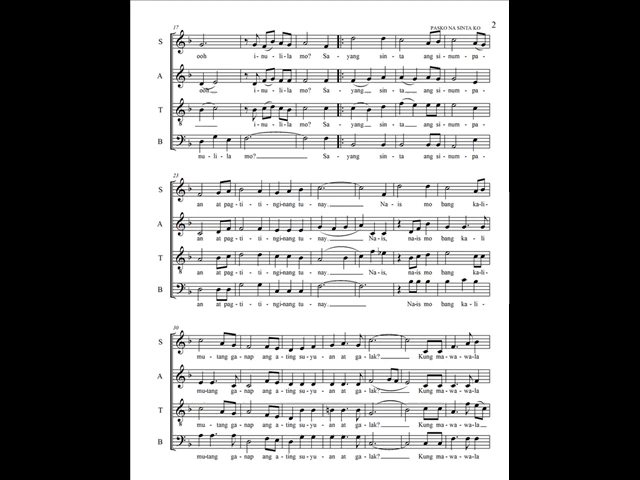 PASKO NA SINTA KO 2
17
S
ooh i - nu - li - la mo? Sa - yang sin - ta ang si - num - pa -
A
ooh i - nu - li - la mo? Sa - yang sin - ta ang si - num - pa -
T
i - nu - li - la mo? Sa - yang sin - ta ang si - num - pa -
B
nu - li - la mo? Sa - yang sin - ta ang si - num - pa -
23
S
an at pag - ti - ti - ngi - nang tu - nay. Na - is mo bang ka - li -
A
an at pag - ti - ti - ngi - nang tu - nay. Na - is, na - is mo bang ka - li
T
an at pag - ti - ti - ngi - nang tu - nay. Na - is, na - is mo bang ka - li -
B
an at pag - ti - ti - ngi - nang tu - nay. Na - is mo bang ka - li -
30
S
mu - tang ga - nap ang a - ting su - yu - an at ga - lak? Kung ma - wa - wa - la
A
mu - tang ga - nap ang a - ting su - yu - an at ga - lak? Kung ma - wa - wa - la
T
mu - tang ga - nap ang a - ting su - yu - an at ga - lak? Kung ma - wa - wa - la
B
mu - tang ga - nap ang a - ting su - yu - an at ga - lak? Kung ma - wa - wa - la